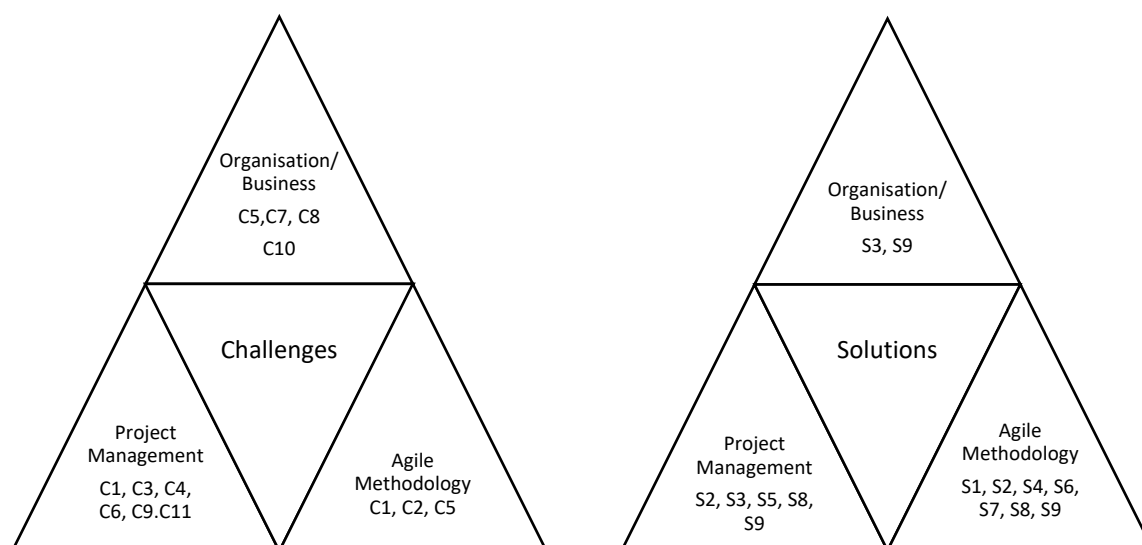 Organisation/
Business
C5,C7, C8
C10
Challenges
Project
Management
C1, C3, C4,
C6, C9.C11
Agile
Methodology
C1, C2, C5
Organisation/
Business
S3, S9
Solutions
Project
Management
S2, S3, S5, S8,
S9
Agile
Methodology
S1, S2, S4, S6,
S7, S8, S9